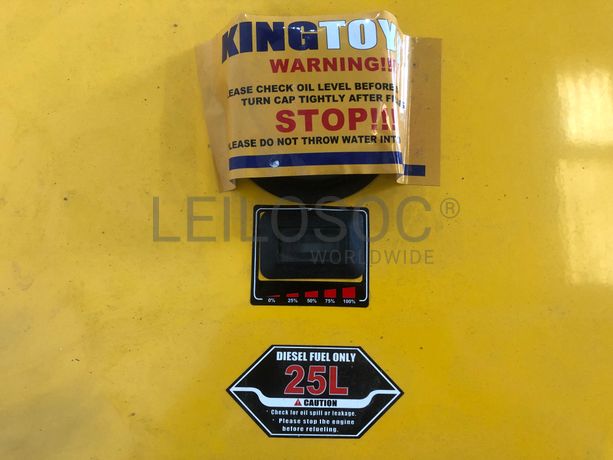 KINGTOY
WARNING!!!
EASE CHECK OIL LEVEL BEFORE
TURN CAP TIGHTLY AFTER
STOP!!!
LEASE DO NOT THROW WATER INT
LEILOSOC®
WORLDWIDE
0% 25% 50% 75% 100%
DIESEL FUEL ONLY
25L
CAUTION
· Check for oil spill or leakage.
· Please stop the engine
before refueling.